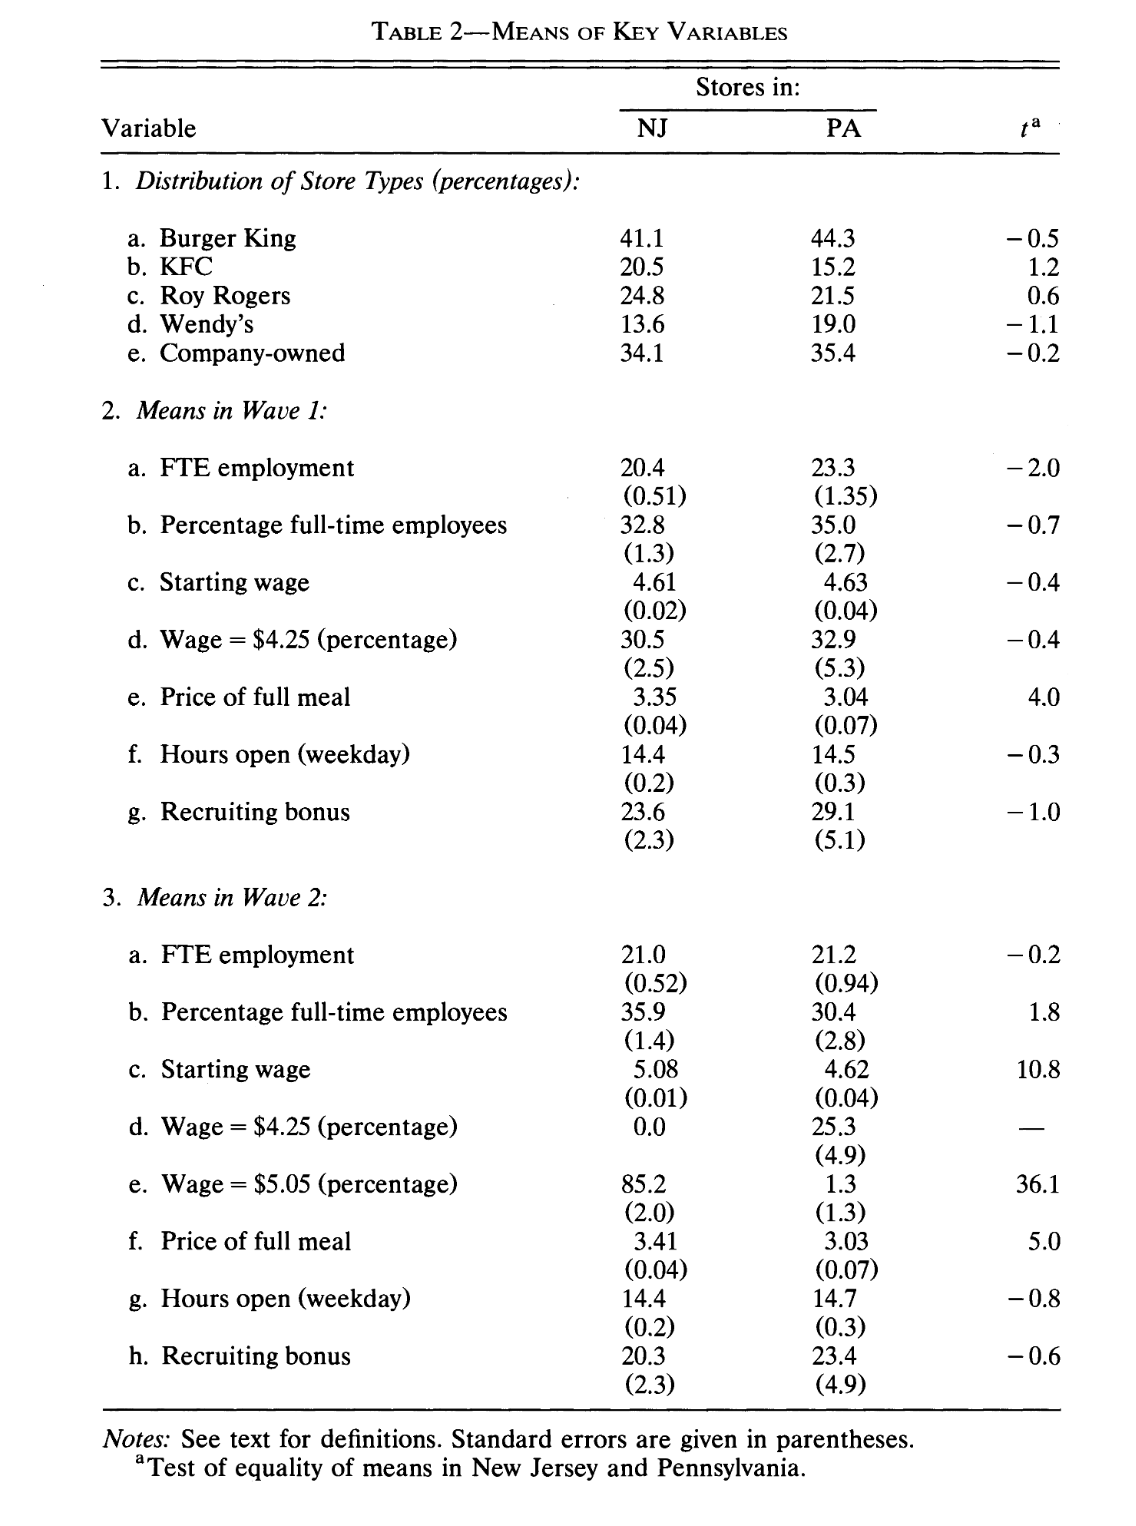 TABLE 2—MEANS OF KEY VARIABLES
Stores in:
Variable NJ PA tᵃ
1. Distribution of Store Types (percentages):
a. Burger King 41.1 44.3 −0.5
b. KFC 20.5 15.2 1.2
c. Roy Rogers 24.8 21.5 0.6
d. Wendy's 13.6 19.0 −1.1
e. Company-owned 34.1 35.4 −0.2
2. Means in Wave 1:
a. FTE employment 20.4 23.3 −2.0
(0.51) (1.35)
b. Percentage full-time employees 32.8 35.0 −0.7
(1.3) (2.7)
c. Starting wage 4.61 4.63 −0.4
(0.02) (0.04)
d. Wage = $4.25 (percentage) 30.5 32.9 −0.4
(2.5) (5.3)
e. Price of full meal 3.35 3.04 4.0
(0.04) (0.07)
f. Hours open (weekday) 14.4 14.5 −0.3
(0.2) (0.3)
g. Recruiting bonus 23.6 29.1 −1.0
(2.3) (5.1)
3. Means in Wave 2:
a. FTE employment 21.0 21.2 −0.2
(0.52) (0.94)
b. Percentage full-time employees 35.9 30.4 1.8
(1.4) (2.8)
c. Starting wage 5.08 4.62 10.8
(0.01) (0.04)
d. Wage = $4.25 (percentage) 0.0 25.3 —
(4.9)
e. Wage = $5.05 (percentage) 85.2 1.3 36.1
(2.0) (1.3)
f. Price of full meal 3.41 3.03 5.0
(0.04) (0.07)
g. Hours open (weekday) 14.4 14.7 −0.8
(0.2) (0.3)
h. Recruiting bonus 20.3 23.4 −0.6
(2.3) (4.9)
Notes: See text for definitions. Standard errors are given in parentheses.
ᵃTest of equality of means in New Jersey and Pennsylvania.